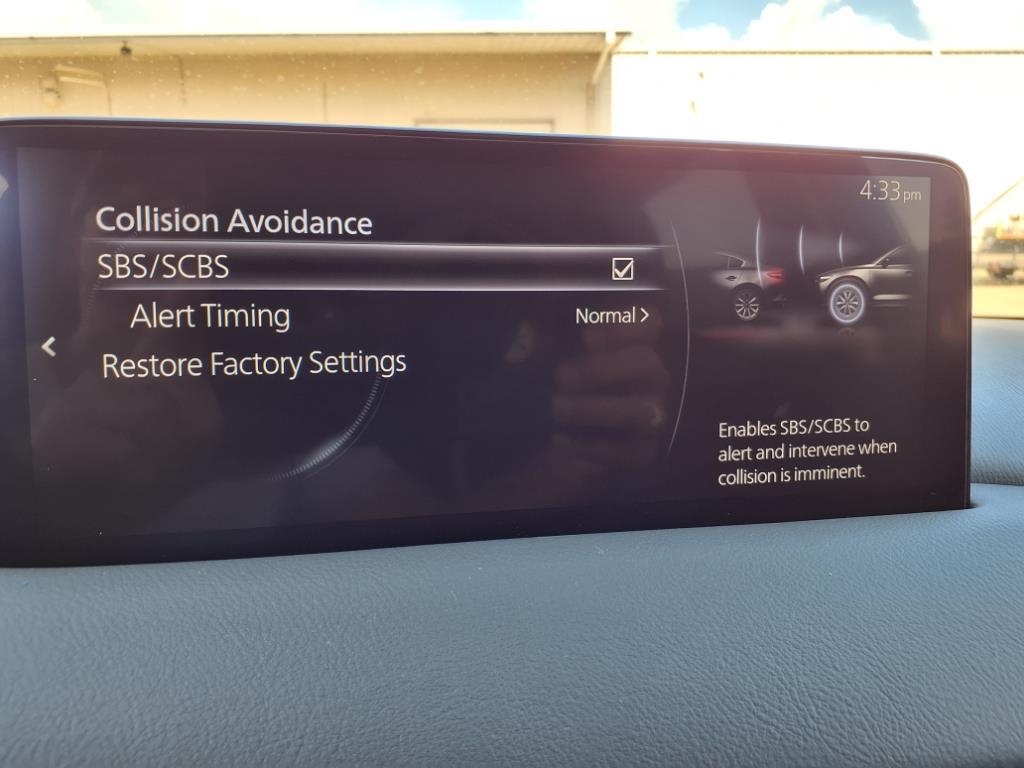 4:33 pm
Collision Avoidance
SBS/SCBS
Alert Timing Normal >
Restore Factory Settings
Enables SBS/SCBS to
alert and intervene when
collision is imminent.